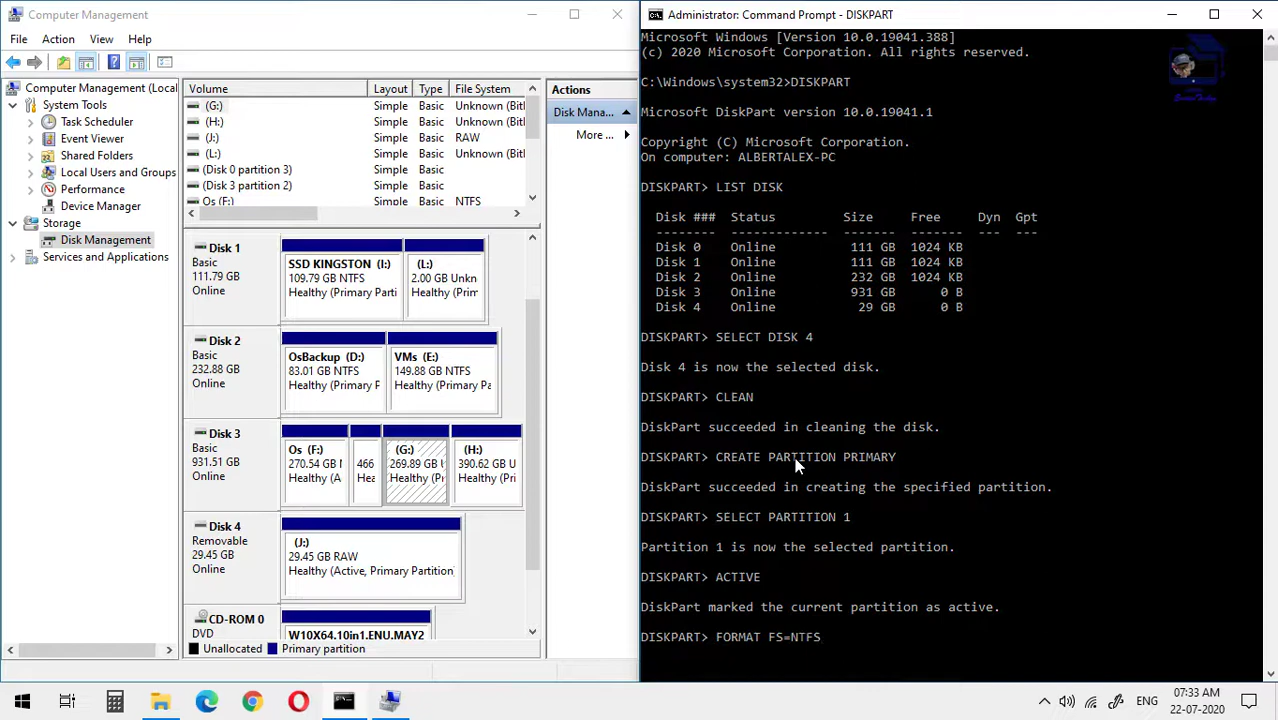 Computer Management
File Action View Help
Computer Management (Local
System Tools
Task Scheduler
Event Viewer
Shared Folders
Local Users and Groups
Performance
Device Manager
Storage
Disk Management
Services and Applications
Volume Layout Type File System
(G:) Simple Basic Unknown (Bitl
(H:) Simple Basic Unknown (Bitl
(J:) Simple Basic RAW
(L:) Simple Basic Unknown (Bitl
(Disk 0 partition 3) Simple Basic
(Disk 3 partition 2) Simple Basic
Os (F:) Simple Basic NTFS
Disk 1
Basic
111.79 GB
Online
SSD KINGSTON (I:)
109.79 GB NTFS
Healthy (Primary Parti
(L:)
2.00 GB Unkn
Healthy (Prim
Disk 2
Basic
232.88 GB
Online
OsBackup (D:)
83.01 GB NTFS
Healthy (Primary P
VMs (E:)
149.88 GB NTFS
Healthy (Primary Pa
Disk 3
Basic
931.51 GB
Online
Os (F:)
270.54 GB N
Healthy (A
466
Hea
(G:)
269.89 GB U
Healthy (Pr
(H:)
390.62 GB U
Healthy (Pri
Disk 4
Removable
29.45 GB
Online
(J:)
29.45 GB RAW
Healthy (Active, Primary Partition)
CD-ROM 0
DVD
W10X64.10in1.ENU.MAY2
Unallocated Primary partition
Actions
Disk Mana...
More ...
Administrator: Command Prompt - DISKPART
Microsoft Windows [Version 10.0.19041.388]
(c) 2020 Microsoft Corporation. All rights reserved.
C:\Windows\system32>DISKPART
Microsoft DiskPart version 10.0.19041.1
Copyright (C) Microsoft Corporation.
On computer: ALBERTALEX-PC
DISKPART> LIST DISK
Disk ### Status Size Free Dyn Gpt
-------- ------------- ------- ------- --- ---
Disk 0 Online 111 GB 1024 KB
Disk 1 Online 111 GB 1024 KB
Disk 2 Online 232 GB 1024 KB
Disk 3 Online 931 GB 0 B
Disk 4 Online 29 GB 0 B
DISKPART> SELECT DISK 4
Disk 4 is now the selected disk.
DISKPART> CLEAN
DiskPart succeeded in cleaning the disk.
DISKPART> CREATE PARTITION PRIMARY
DiskPart succeeded in creating the specified partition.
DISKPART> SELECT PARTITION 1
Partition 1 is now the selected partition.
DISKPART> ACTIVE
DiskPart marked the current partition as active.
DISKPART> FORMAT FS=NTFS
ENG
07:33 AM
22-07-2020